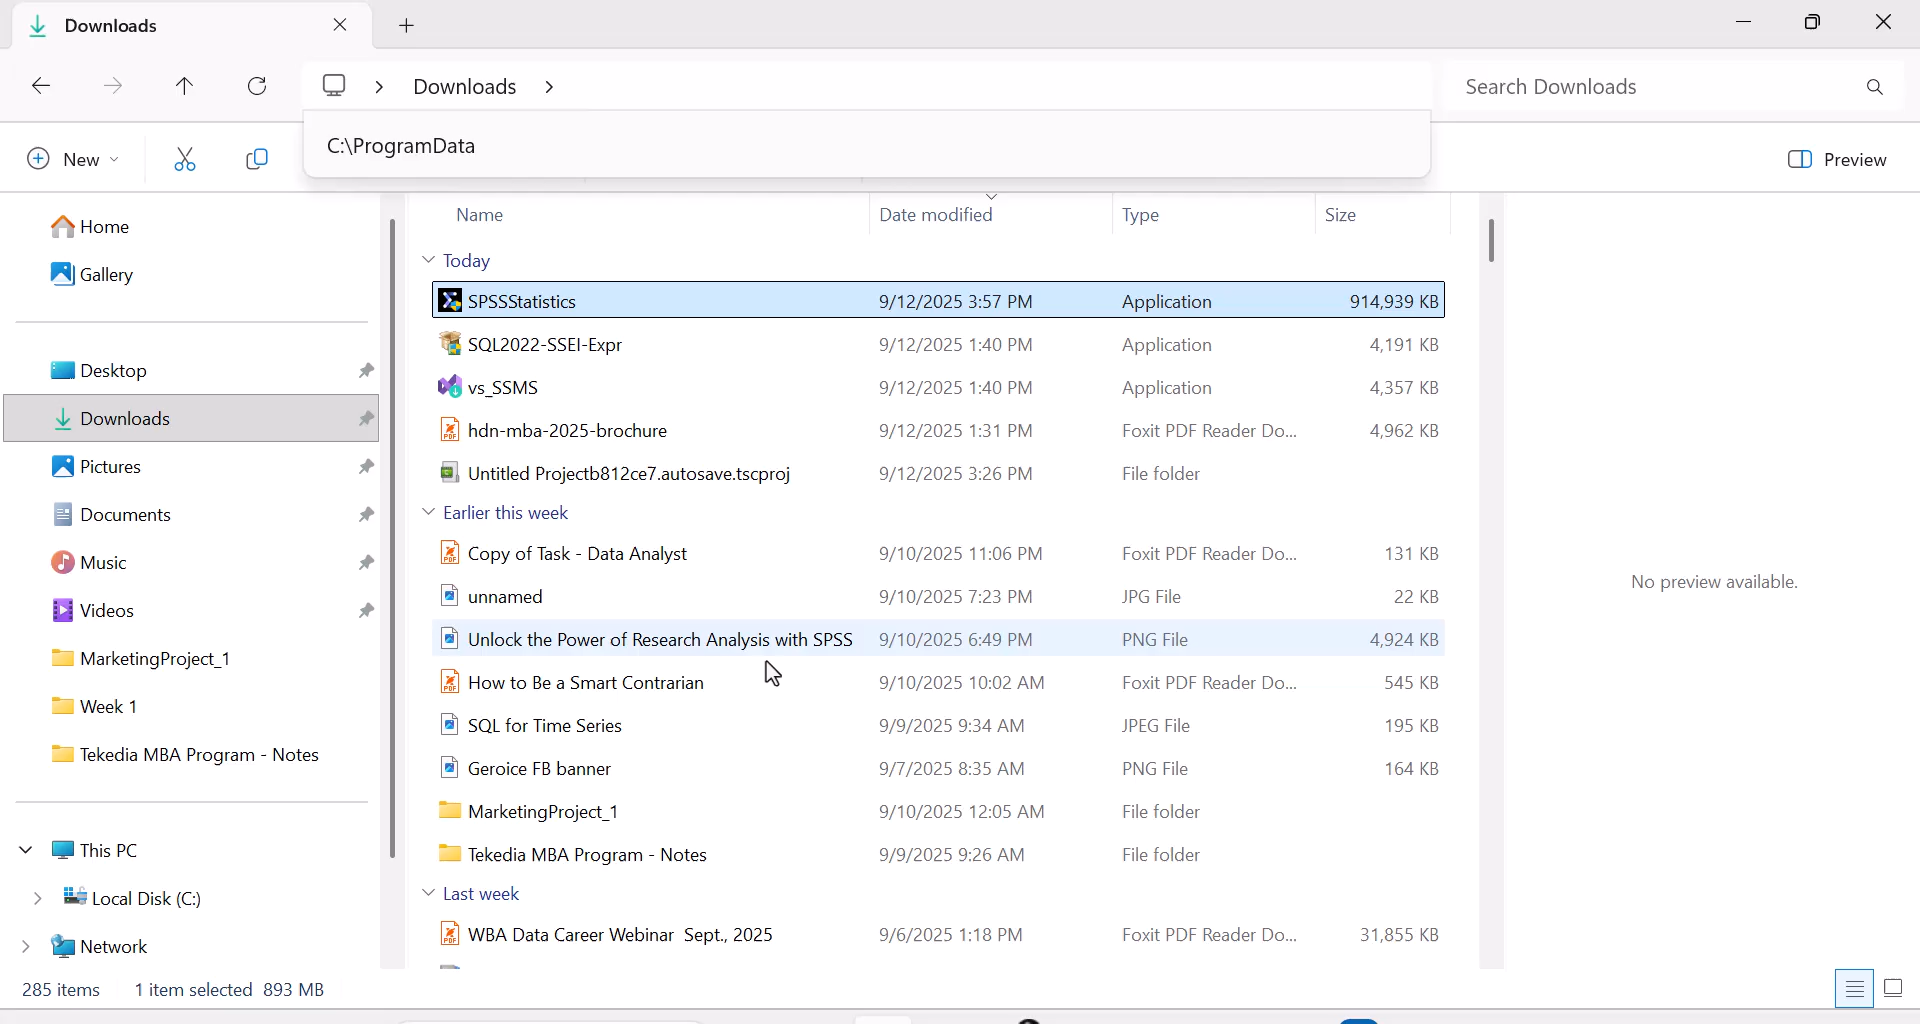 Downloads
Downloads
Search Downloads
C:\ProgramData
New
Preview
Home
Gallery
Desktop
Downloads
Pictures
Documents
Music
Videos
MarketingProject_1
Week 1
Tekedia MBA Program - Notes
This PC
Local Disk (C:)
Network
Name Date modified Type Size
Today
SPSSStatistics 9/12/2025 3:57 PM Application 914,939 KB
SQL2022-SSEI-Expr 9/12/2025 1:40 PM Application 4,191 KB
vs_SSMS 9/12/2025 1:40 PM Application 4,357 KB
hdn-mba-2025-brochure 9/12/2025 1:31 PM Foxit PDF Reader Do... 4,962 KB
Untitled Projectb812ce7.autosave.tscproj 9/12/2025 3:26 PM File folder
Earlier this week
Copy of Task - Data Analyst 9/10/2025 11:06 PM Foxit PDF Reader Do... 131 KB
unnamed 9/10/2025 7:23 PM JPG File 22 KB
Unlock the Power of Research Analysis with SPSS 9/10/2025 6:49 PM PNG File 4,924 KB
How to Be a Smart Contrarian 9/10/2025 10:02 AM Foxit PDF Reader Do... 545 KB
SQL for Time Series 9/9/2025 9:34 AM JPEG File 195 KB
Geroice FB banner 9/7/2025 8:35 AM PNG File 164 KB
MarketingProject_1 9/10/2025 12:05 AM File folder
Tekedia MBA Program - Notes 9/9/2025 9:26 AM File folder
Last week
WBA Data Career Webinar Sept., 2025 9/6/2025 1:18 PM Foxit PDF Reader Do... 31,855 KB
No preview available.
285 items 1 item selected 893 MB